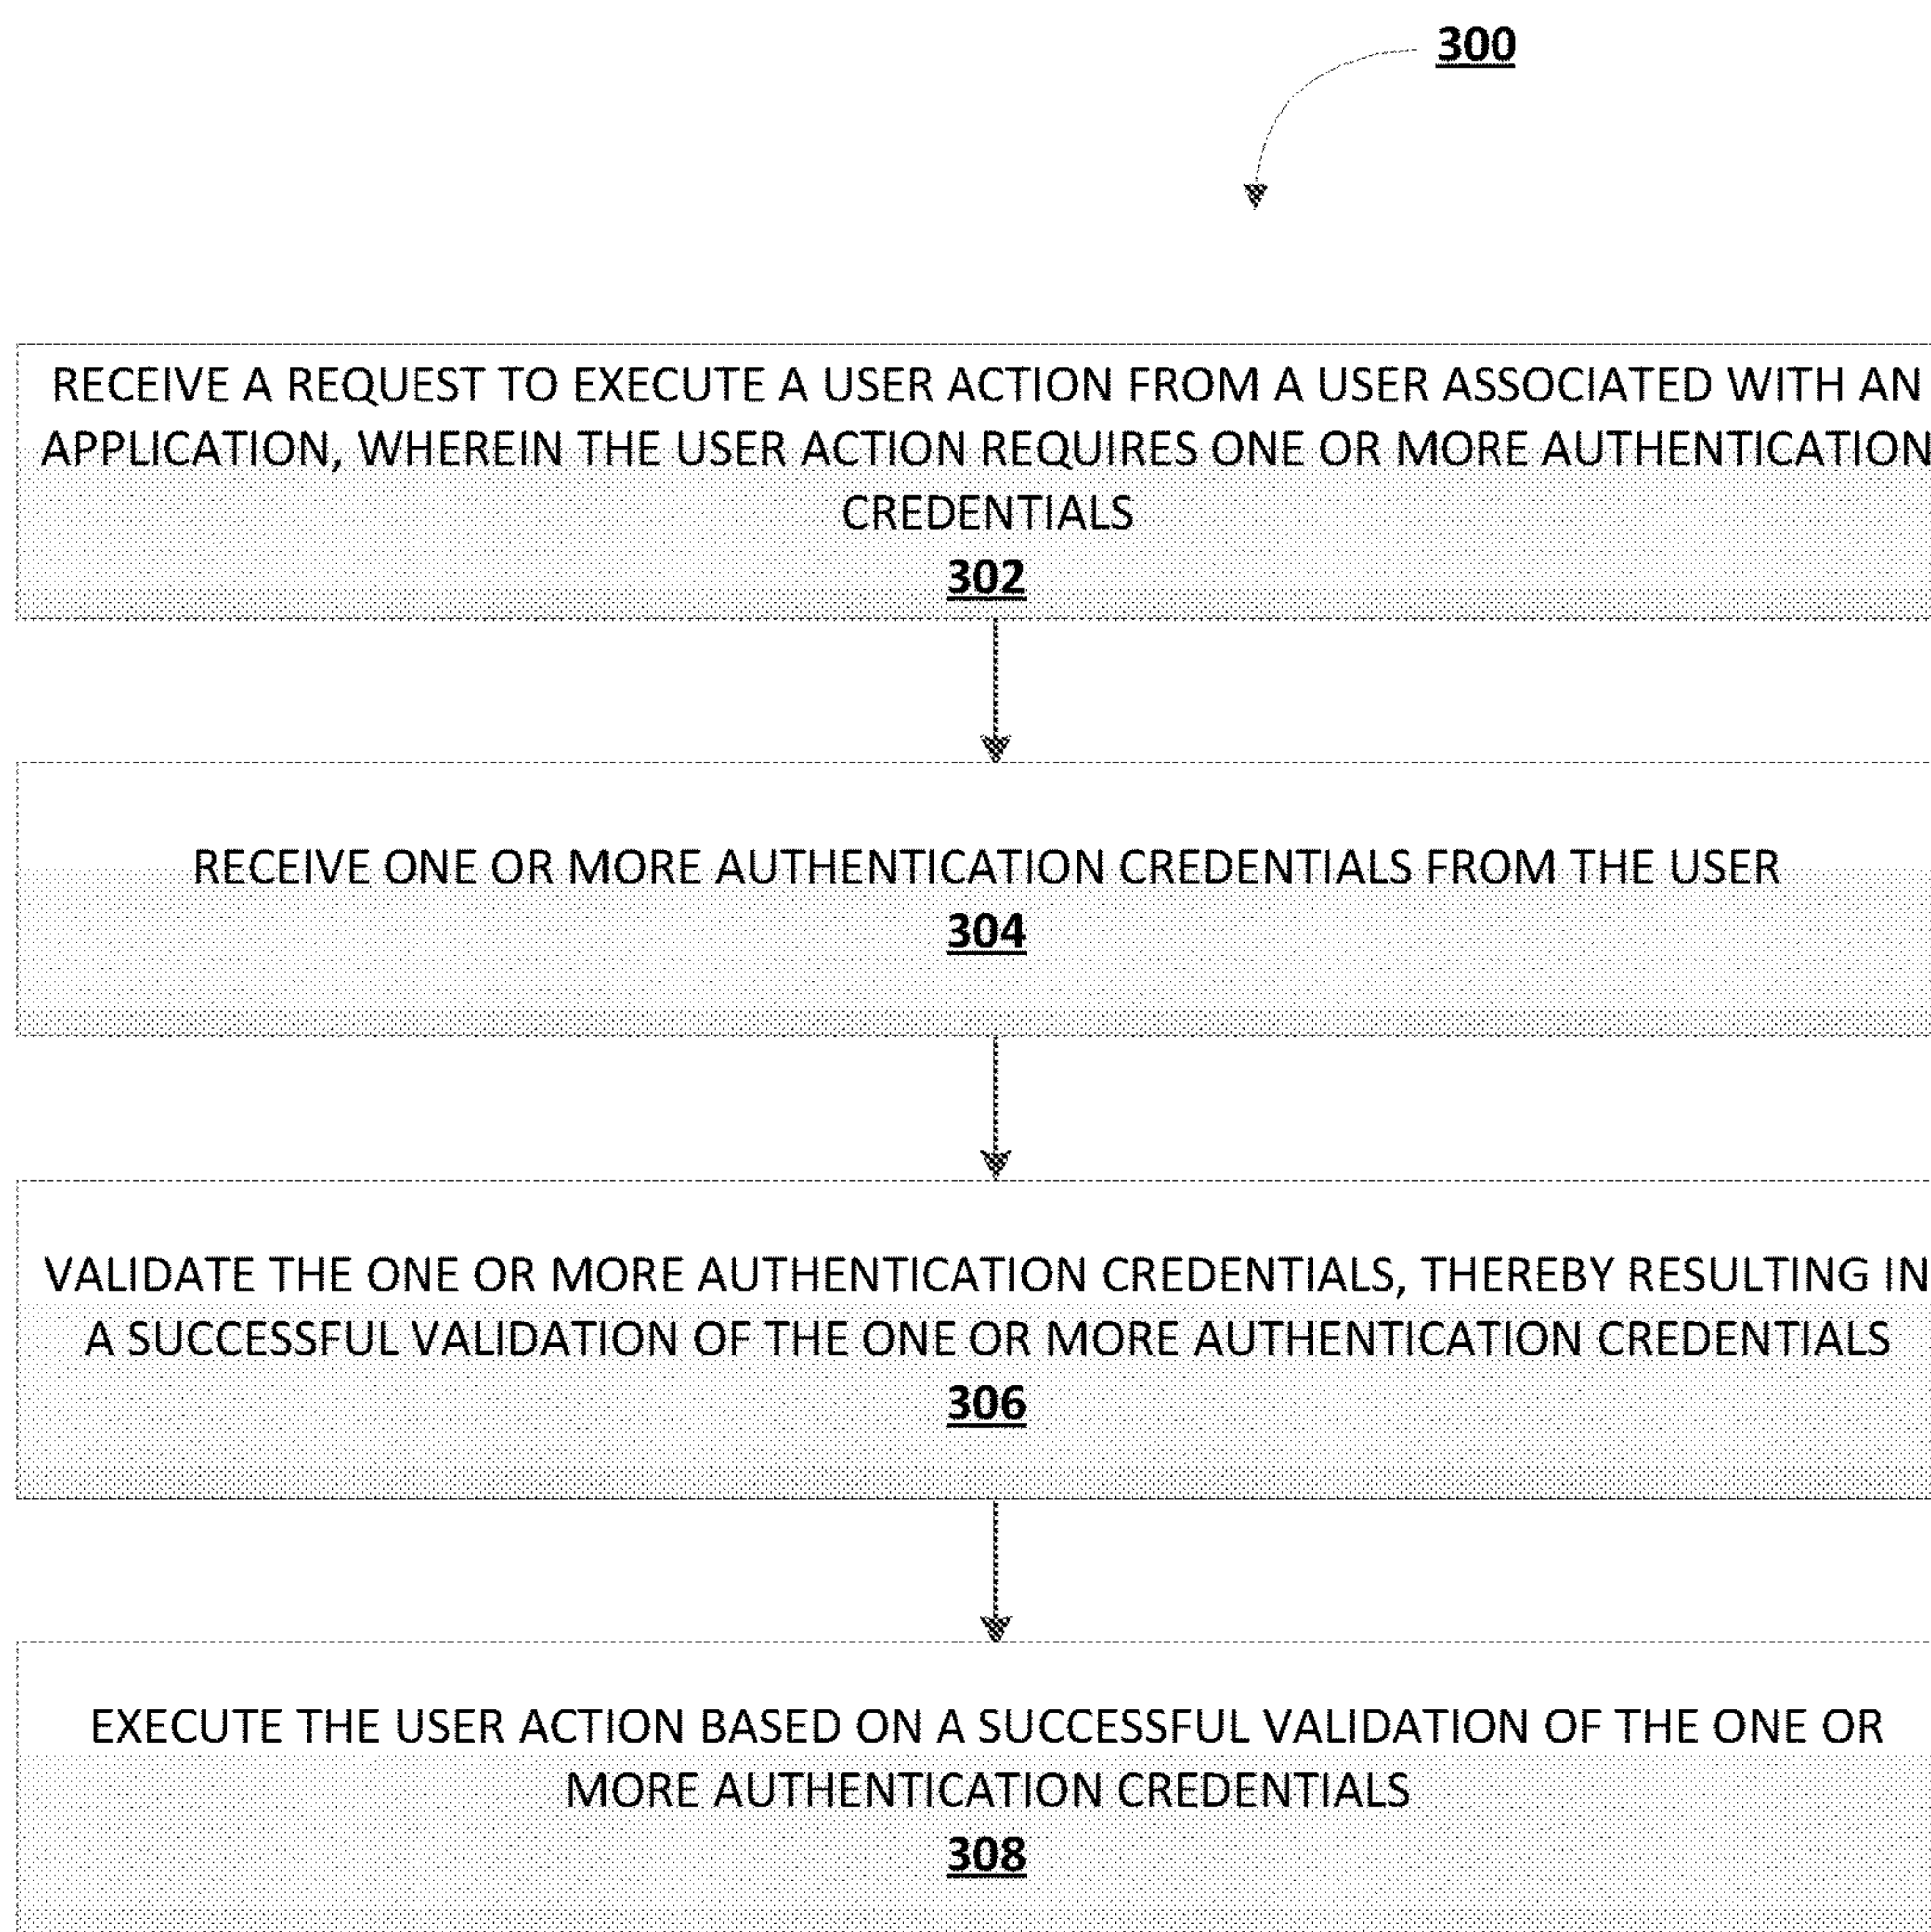 300
RECEIVE A REQUEST TO EXECUTE A USER ACTION FROM A USER ASSOCIATED WITH AN
APPLICATION, WHEREIN THE USER ACTION REQUIRES ONE OR MORE AUTHENTICATION
CREDENTIALS
302
RECEIVE ONE OR MORE AUTHENTICATION CREDENTIALS FROM THE USER
304
VALIDATE THE ONE OR MORE AUTHENTICATION CREDENTIALS, THEREBY RESULTING IN
A SUCCESSFUL VALIDATION OF THE ONE OR MORE AUTHENTICATION CREDENTIALS
306
EXECUTE THE USER ACTION BASED ON A SUCCESSFUL VALIDATION OF THE ONE OR
MORE AUTHENTICATION CREDENTIALS
308